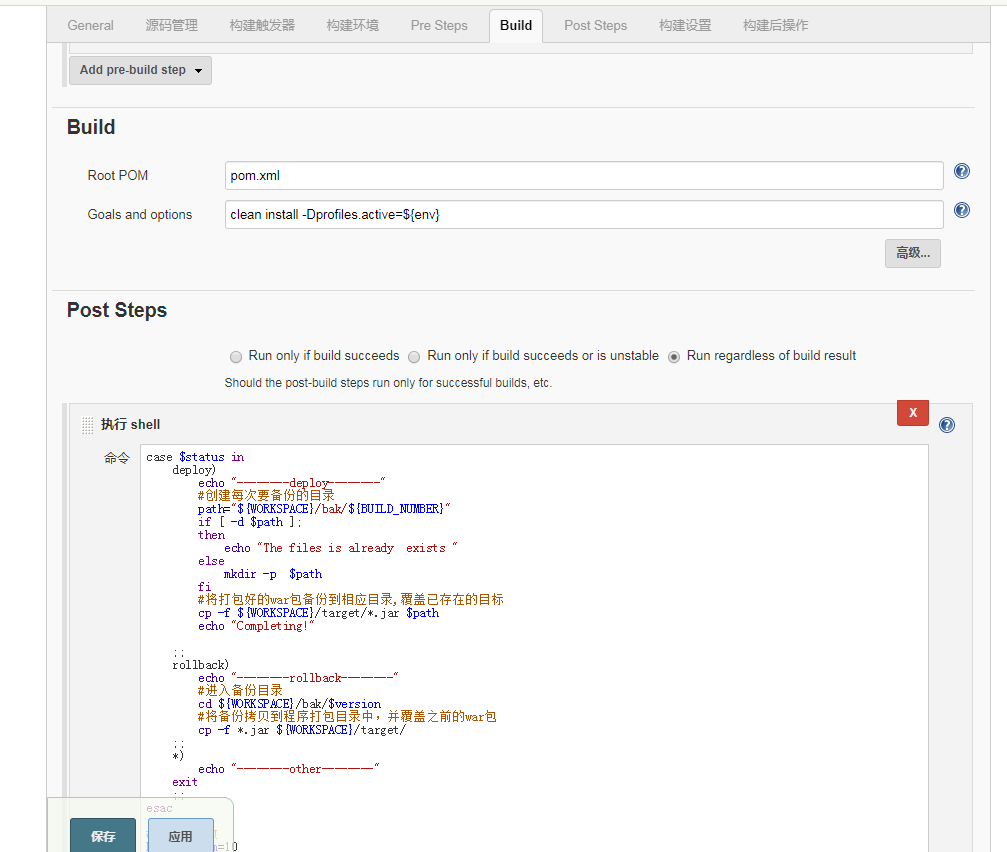 General 源码管理 构建触发器 构建环境 Pre Steps Build Post Steps 构建设置 构建后操作
Add pre-build step
Build
Root POM pom.xml
Goals and options clean install -Dprofiles.active=${env}
高级...
Post Steps
Run only if build succeeds Run only if build succeeds or is unstable Run regardless of build result
Should the post-build steps run only for successful builds, etc.
执行 shell X
命令
case $status in
deploy)
echo "--------deploy--------"
#创建每次要备份的目录
path="${WORKSPACE}/bak/${BUILD_NUMBER}"
if [ -d $path ];
then
echo "The files is already  exists "
else
mkdir -p  $path
fi
#将打包好的war包备份到相应目录,覆盖已存在的目标
cp -f ${WORKSPACE}/target/*.jar $path
echo "Completing!"
;;
rollback)
echo "--------rollback--------"
#进入备份目录
cd ${WORKSPACE}/bak/$version
#将备份拷贝到程序打包目录中，并覆盖之前的war包
cp -f *.jar ${WORKSPACE}/target/
;;
*)
echo "--------other--------"
exit
;;
esac
保存 应用